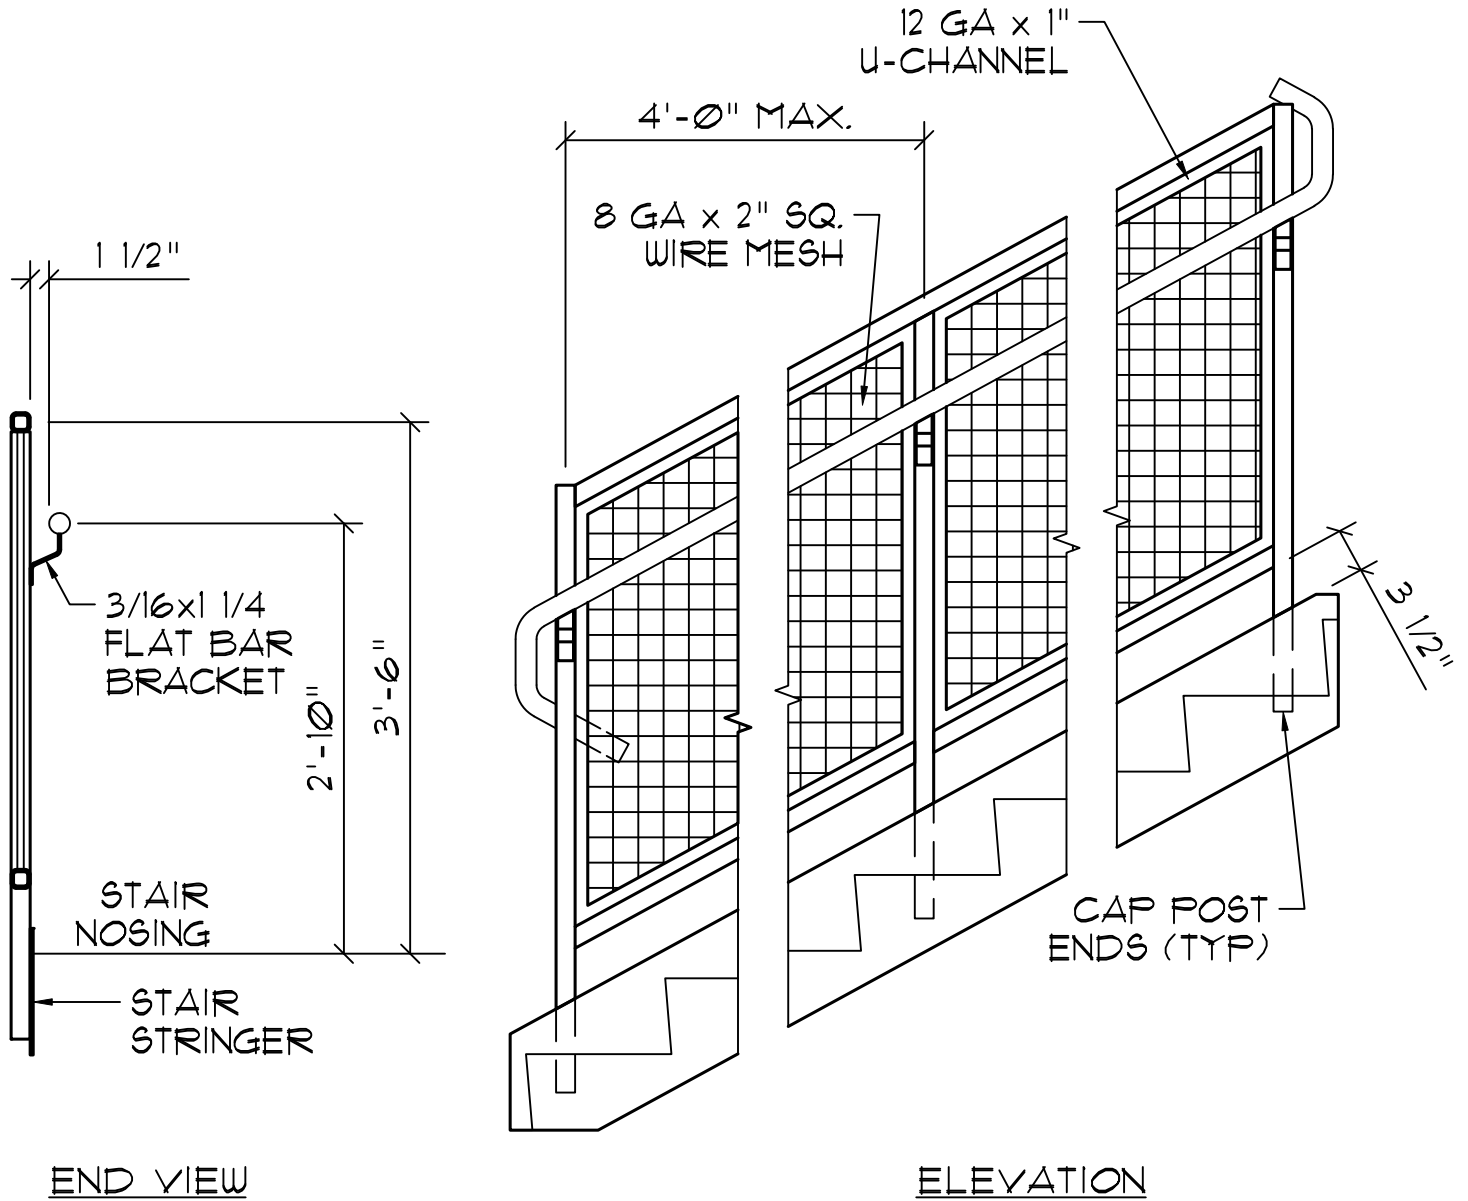 12 GA x 1"
U-CHANNEL
4'-0" MAX.
8 GA x 2" SQ.
WIRE MESH
1 1/2"
3/16x1 1/4
FLAT BAR
BRACKET
2'-10"
3'-6"
3 1/2"
STAIR
NOSING
STAIR
STRINGER
CAP POST
ENDS (TYP)
END VIEW
ELEVATION